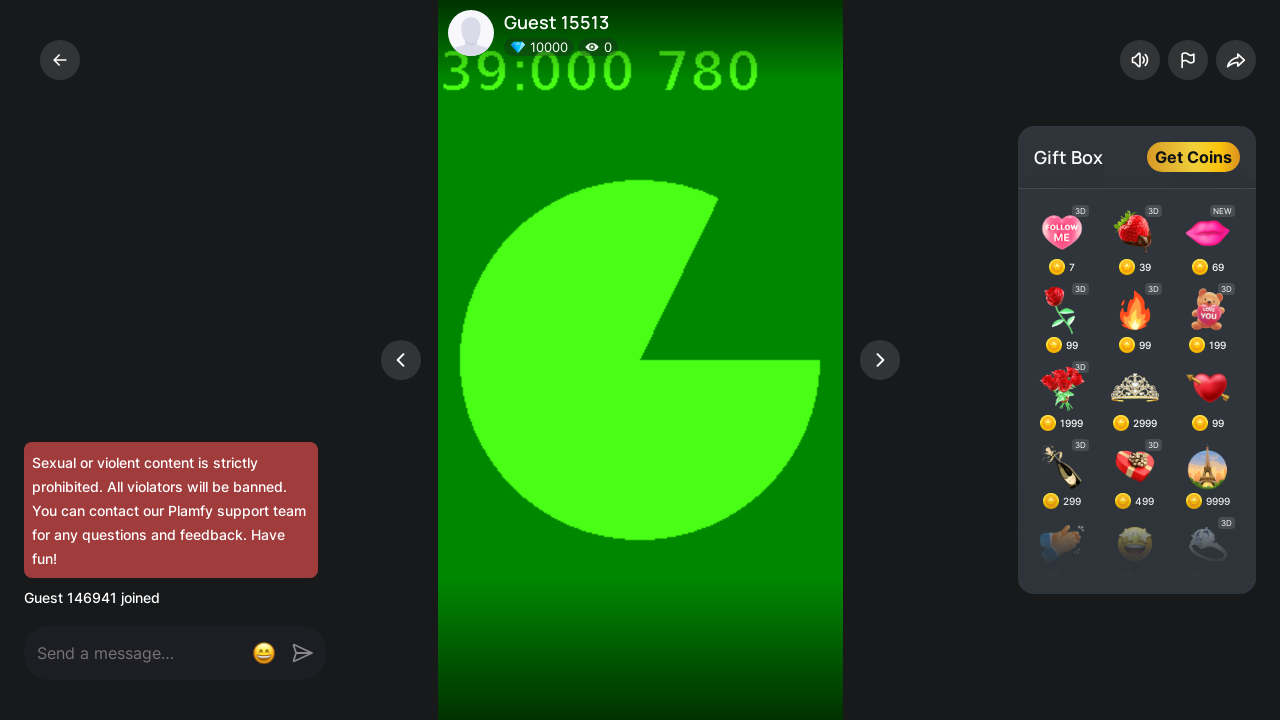 Guest 15513
10000
0
39:000 780
Gift Box
Get Coins
3D
3D
NEW
FOLLOW
ME
7
39
69
3D
3D
3D
LOVE
YOU
99
99
199
3D
1999
2999
99
3D
3D
299
499
9999
3D
Sexual or violent content is strictly
prohibited. All violators will be banned.
You can contact our Plamfy support team
for any questions and feedback. Have
fun!
Guest 146941 joined
Send a message...